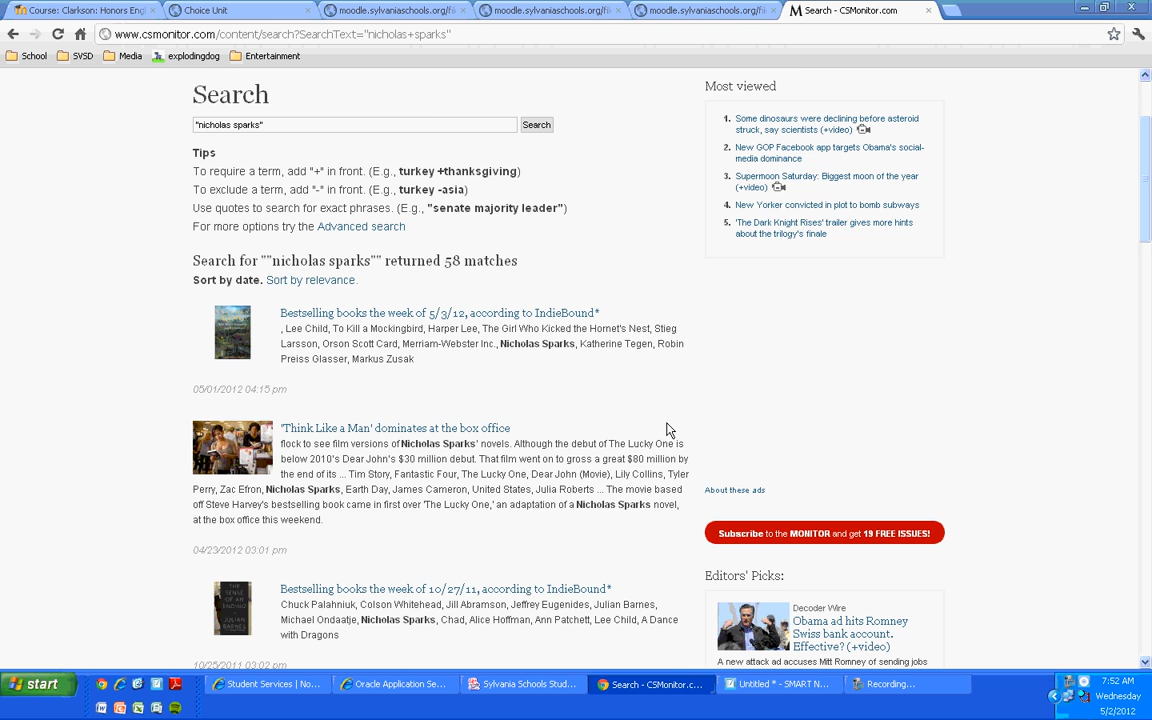 Course: Clarkson: Honors Eng
Choice Unit
moodle.sylvaniaschools.org/fi
moodle.sylvaniaschools.org/fi
moodle.sylvaniaschools.org/fi
Search - CSMonitor.com
www.csmonitor.com/content/search?SearchText="nicholas+sparks"
School
SVSD
Media
explodingdog
Entertainment
Search
"nicholas sparks"
Search
Tips
To require a term, add "+" in front. (E.g., turkey +thanksgiving)
To exclude a term, add "-" in front. (E.g., turkey -asia)
Use quotes to search for exact phrases. (E.g., "senate majority leader")
For more options try the Advanced search
Search for ""nicholas sparks"" returned 58 matches
Sort by date. Sort by relevance.
Bestselling books the week of 5/3/12, according to IndieBound*
, Lee Child, To Kill a Mockingbird, Harper Lee, The Girl Who Kicked the Hornet's Nest, Stieg
Larsson, Orson Scott Card, Merriam-Webster Inc., Nicholas Sparks, Katherine Tegen, Robin
Preiss Glasser, Markus Zusak
05/01/2012 04:15 pm
'Think Like a Man' dominates at the box office
flock to see film versions of Nicholas Sparks' novels. Although the debut of The Lucky One is
below 2010's Dear John's $30 million debut. That film went on to gross a great $80 million by
the end of its ... Tim Story, Fantastic Four, The Lucky One, Dear John (Movie), Lily Collins, Tyler
Perry, Zac Efron, Nicholas Sparks, Earth Day, James Cameron, United States, Julia Roberts ... The movie based
off Steve Harvey's bestselling book came in first over 'The Lucky One,' an adaptation of a Nicholas Sparks novel,
at the box office this weekend.
04/23/2012 03:01 pm
THE SENSE OF AN ENDING
JULIAN BARNES
Bestselling books the week of 10/27/11, according to IndieBound*
Chuck Palahniuk, Colson Whitehead, Jill Abramson, Jeffrey Eugenides, Julian Barnes,
Michael Ondaatje, Nicholas Sparks, Chad, Alice Hoffman, Ann Patchett, Lee Child, A Dance
with Dragons
10/25/2011 03:02 pm
Most viewed
1. Some dinosaurs were declining before asteroid
struck, say scientists (+video)
2. New GOP Facebook app targets Obama's social-
media dominance
3. Supermoon Saturday: Biggest moon of the year
(+video)
4. New Yorker convicted in plot to bomb subways
5. 'The Dark Knight Rises' trailer gives more hints
about the trilogy's finale
About these ads
Subscribe to the MONITOR and get 19 FREE ISSUES!
Editors' Picks:
Decoder Wire
Obama ad hits Romney
Swiss bank account.
Effective? (+video)
A new attack ad accuses Mitt Romney of sending jobs
start
Student Services | No...
Oracle Application Se...
Sylvania Schools Stud...
Search - CSMonitor.c...
Untitled * - SMART N...
Recording...
7:52 AM
Wednesday
5/2/2012